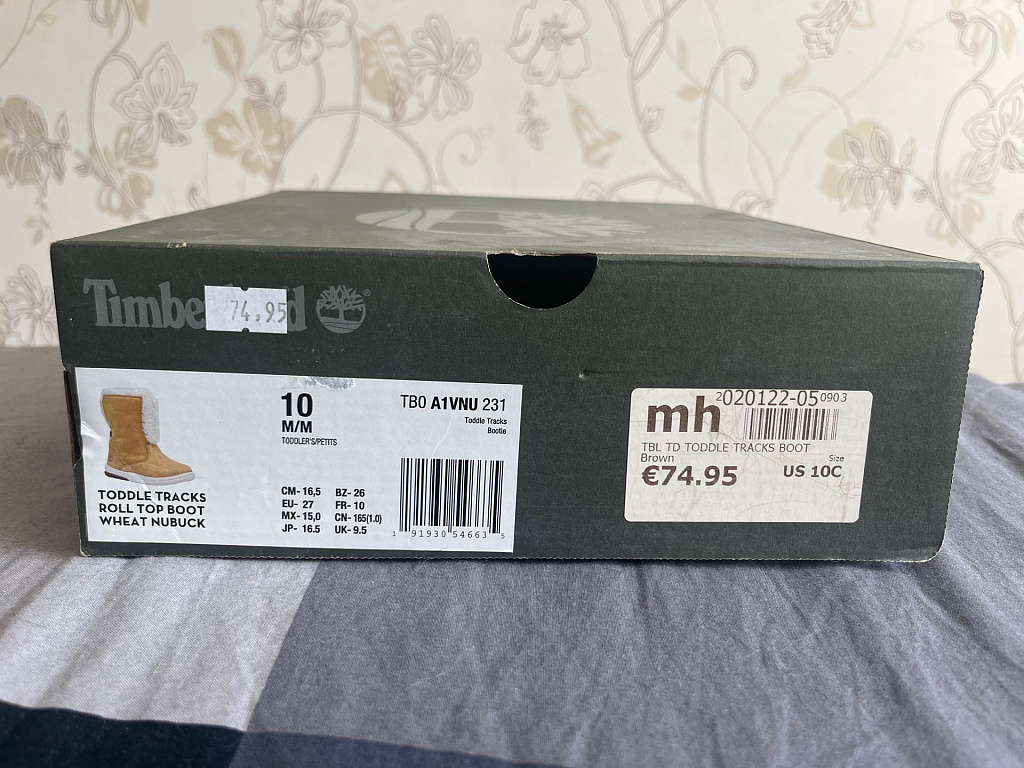 Timberland®
74,95
10
M/M
TODDLER'S/PETITS
TB0 A1VNU 231
Toddle Tracks
Bootie
TODDLE TRACKS
ROLL TOP BOOT
WHEAT NUBUCK
CM- 16,5 BZ- 26
EU- 27 FR- 10
MX- 15,0 CN- 165(1.0)
JP- 16.5 UK- 9.5
1 91930 54663 5
mh
2020122-050903
TBL TD TODDLE TRACKS BOOT
Brown Size
€74.95 US 10C